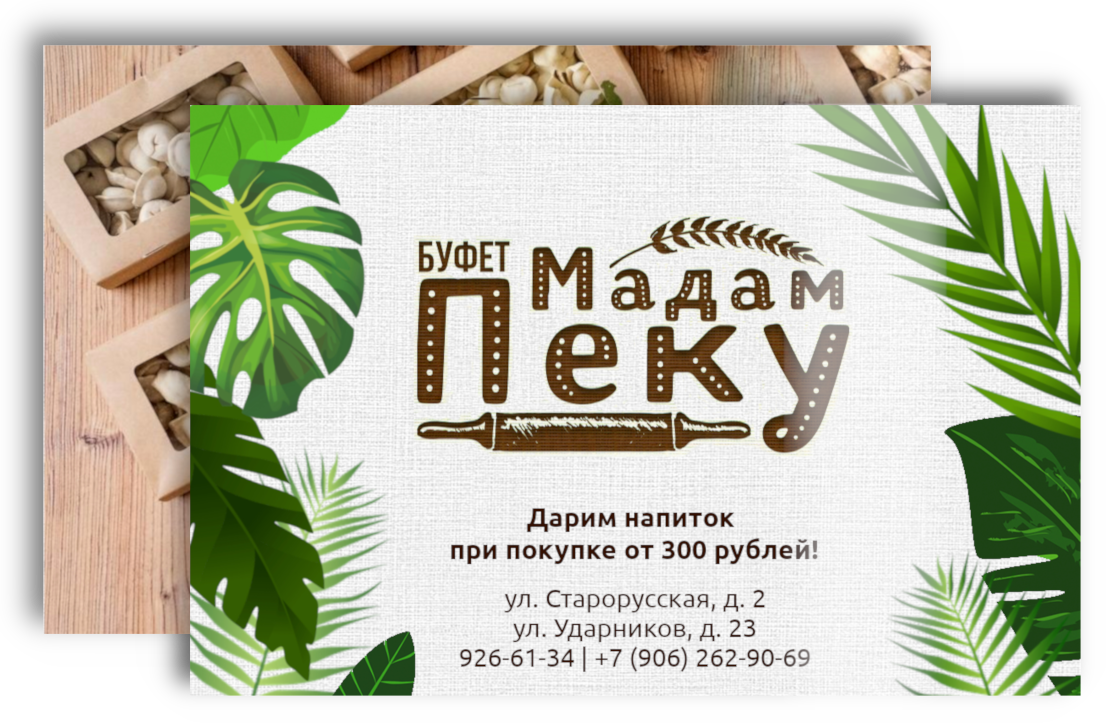 БУФЕТ
Мадам
Пеку
Дарим напиток
при покупке от 300 рублей!
ул. Старорусская, д. 2
ул. Ударников, д. 23
926-61-34 | +7 (906) 262-90-69